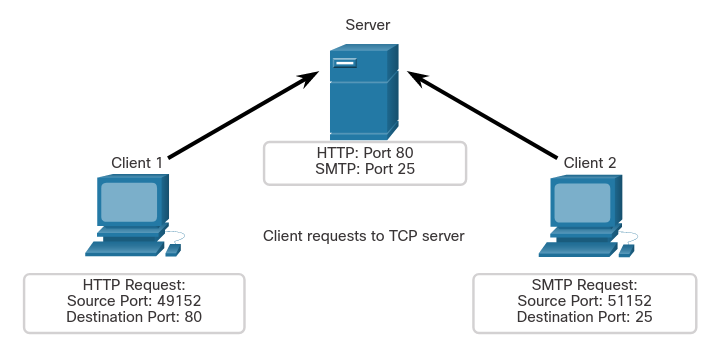 Server
HTTP: Port 80
SMTP: Port 25
Client 1
Client 2
Client requests to TCP server
HTTP Request:
Source Port: 49152
Destination Port: 80
SMTP Request:
Source Port: 51152
Destination Port: 25